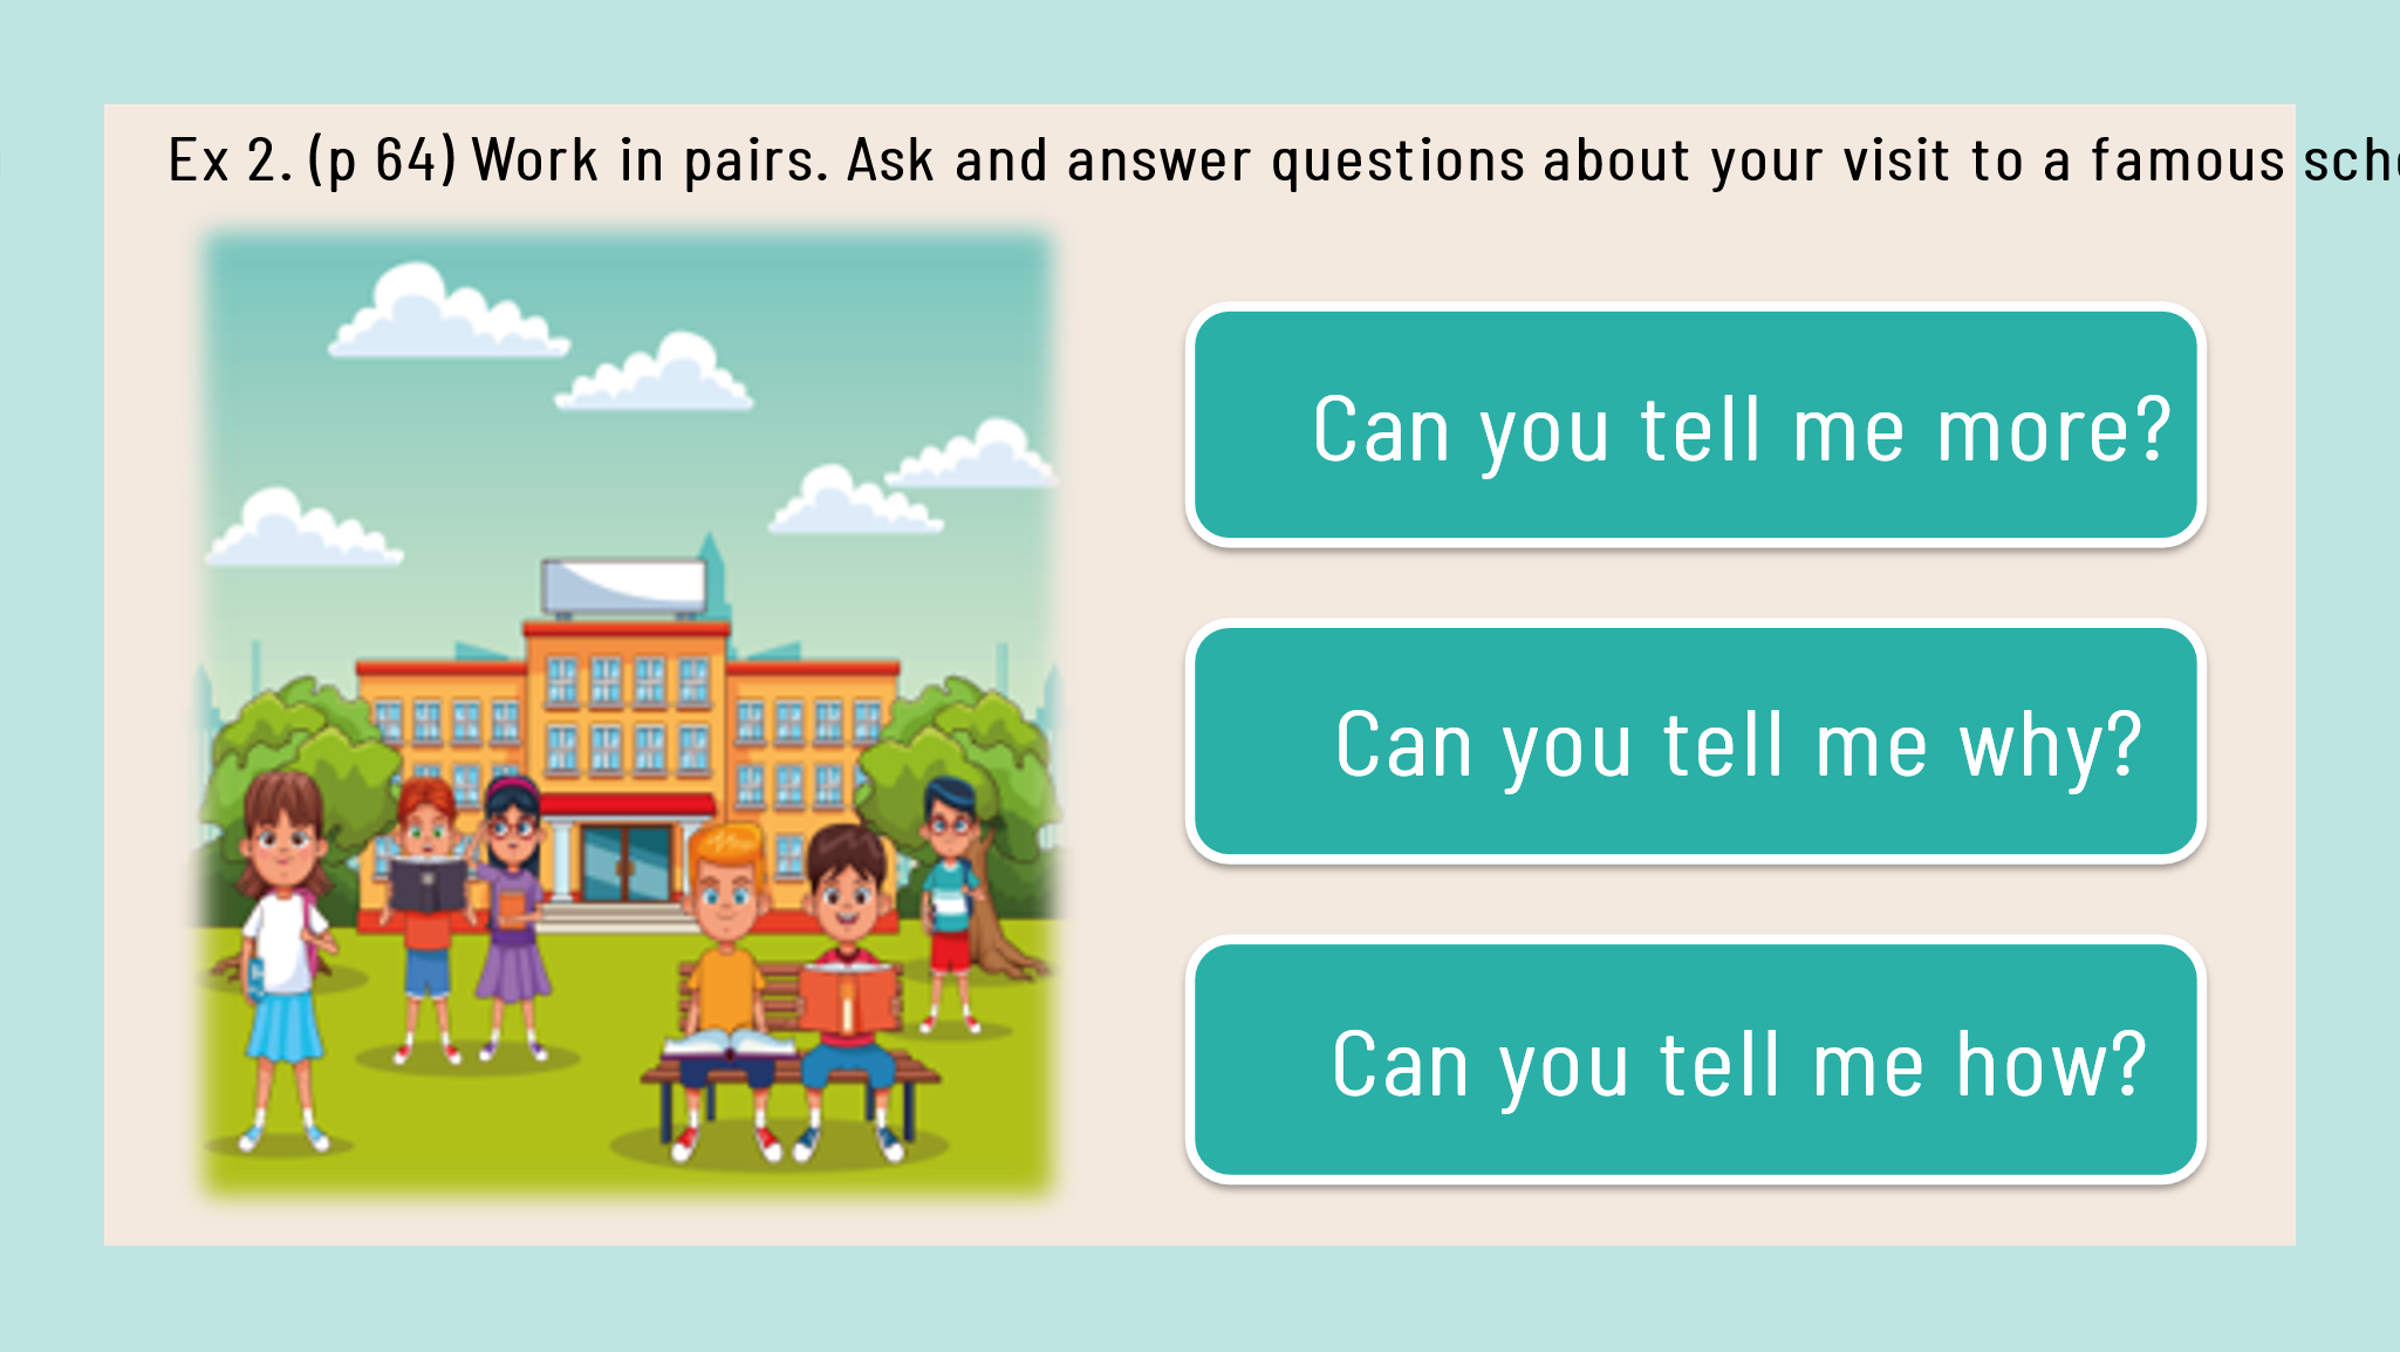 Ex 2. (p 64) Work in pairs. Ask and answer questions about your visit to a famous
Can you tell me more?
Can you tell me why?
Can you tell me how?